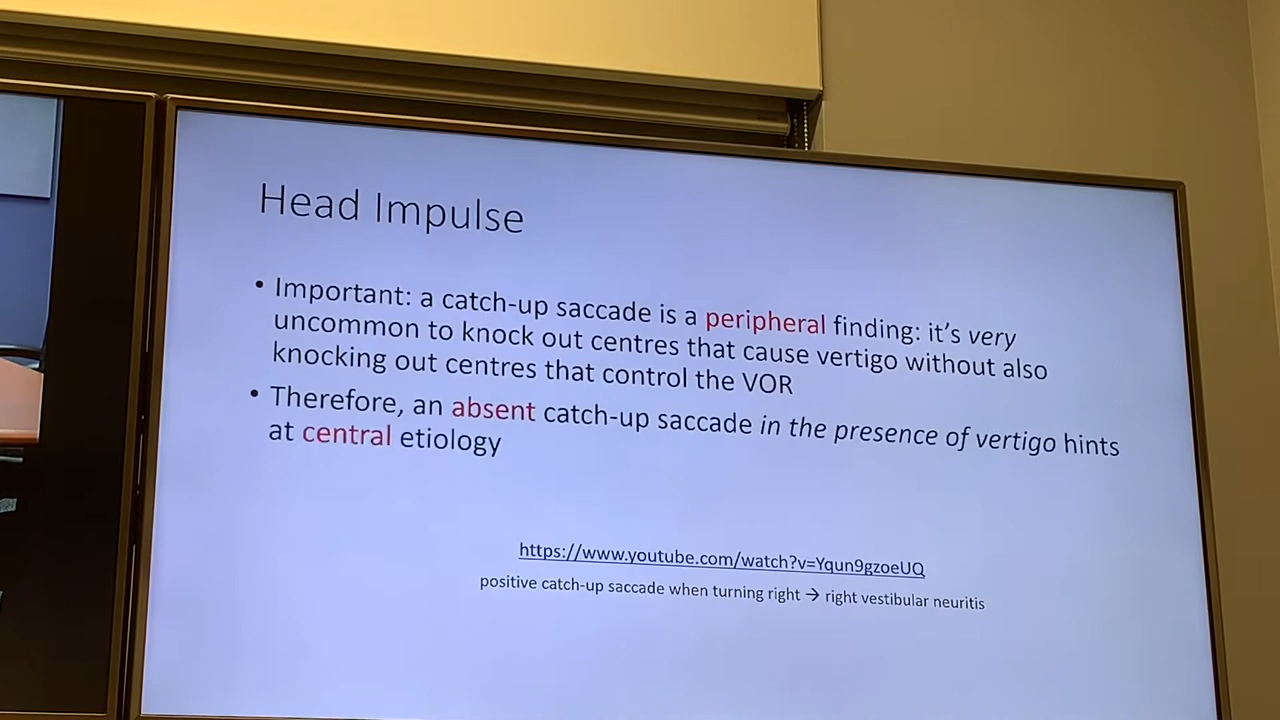 Head Impulse
• Important: a catch-up saccade is a peripheral finding: it's very
uncommon to knock out centres that cause vertigo without also
knocking out centres that control the VOR
• Therefore, an absent catch-up saccade in the presence of vertigo hints
at central etiology
https://www.youtube.com/watch?v=Yqun9gzoeUQ
positive catch-up saccade when turning right → right vestibular neuritis